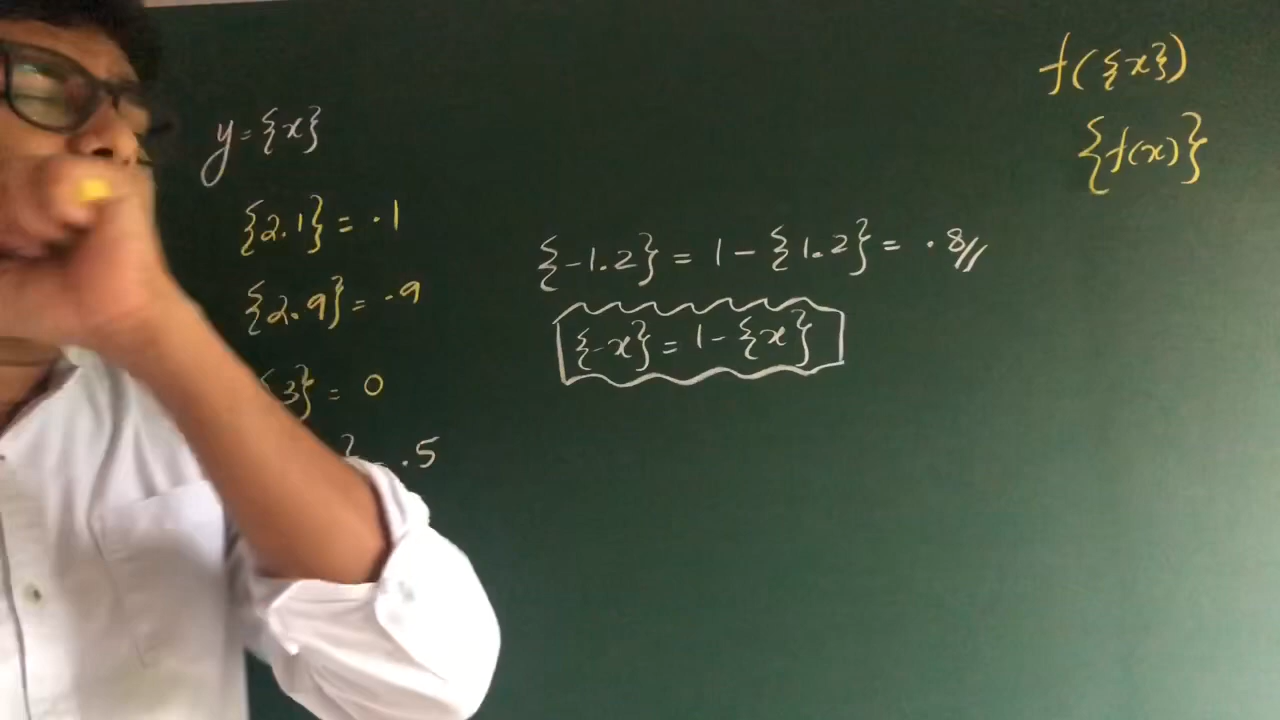 y = {x}
{2.1} = .1
{2.9} = .9
{3} = 0
.5
{-1.2} = 1 - {1.2} = .8//
{-x} = 1 - {x}
f({x})
{f(x)}